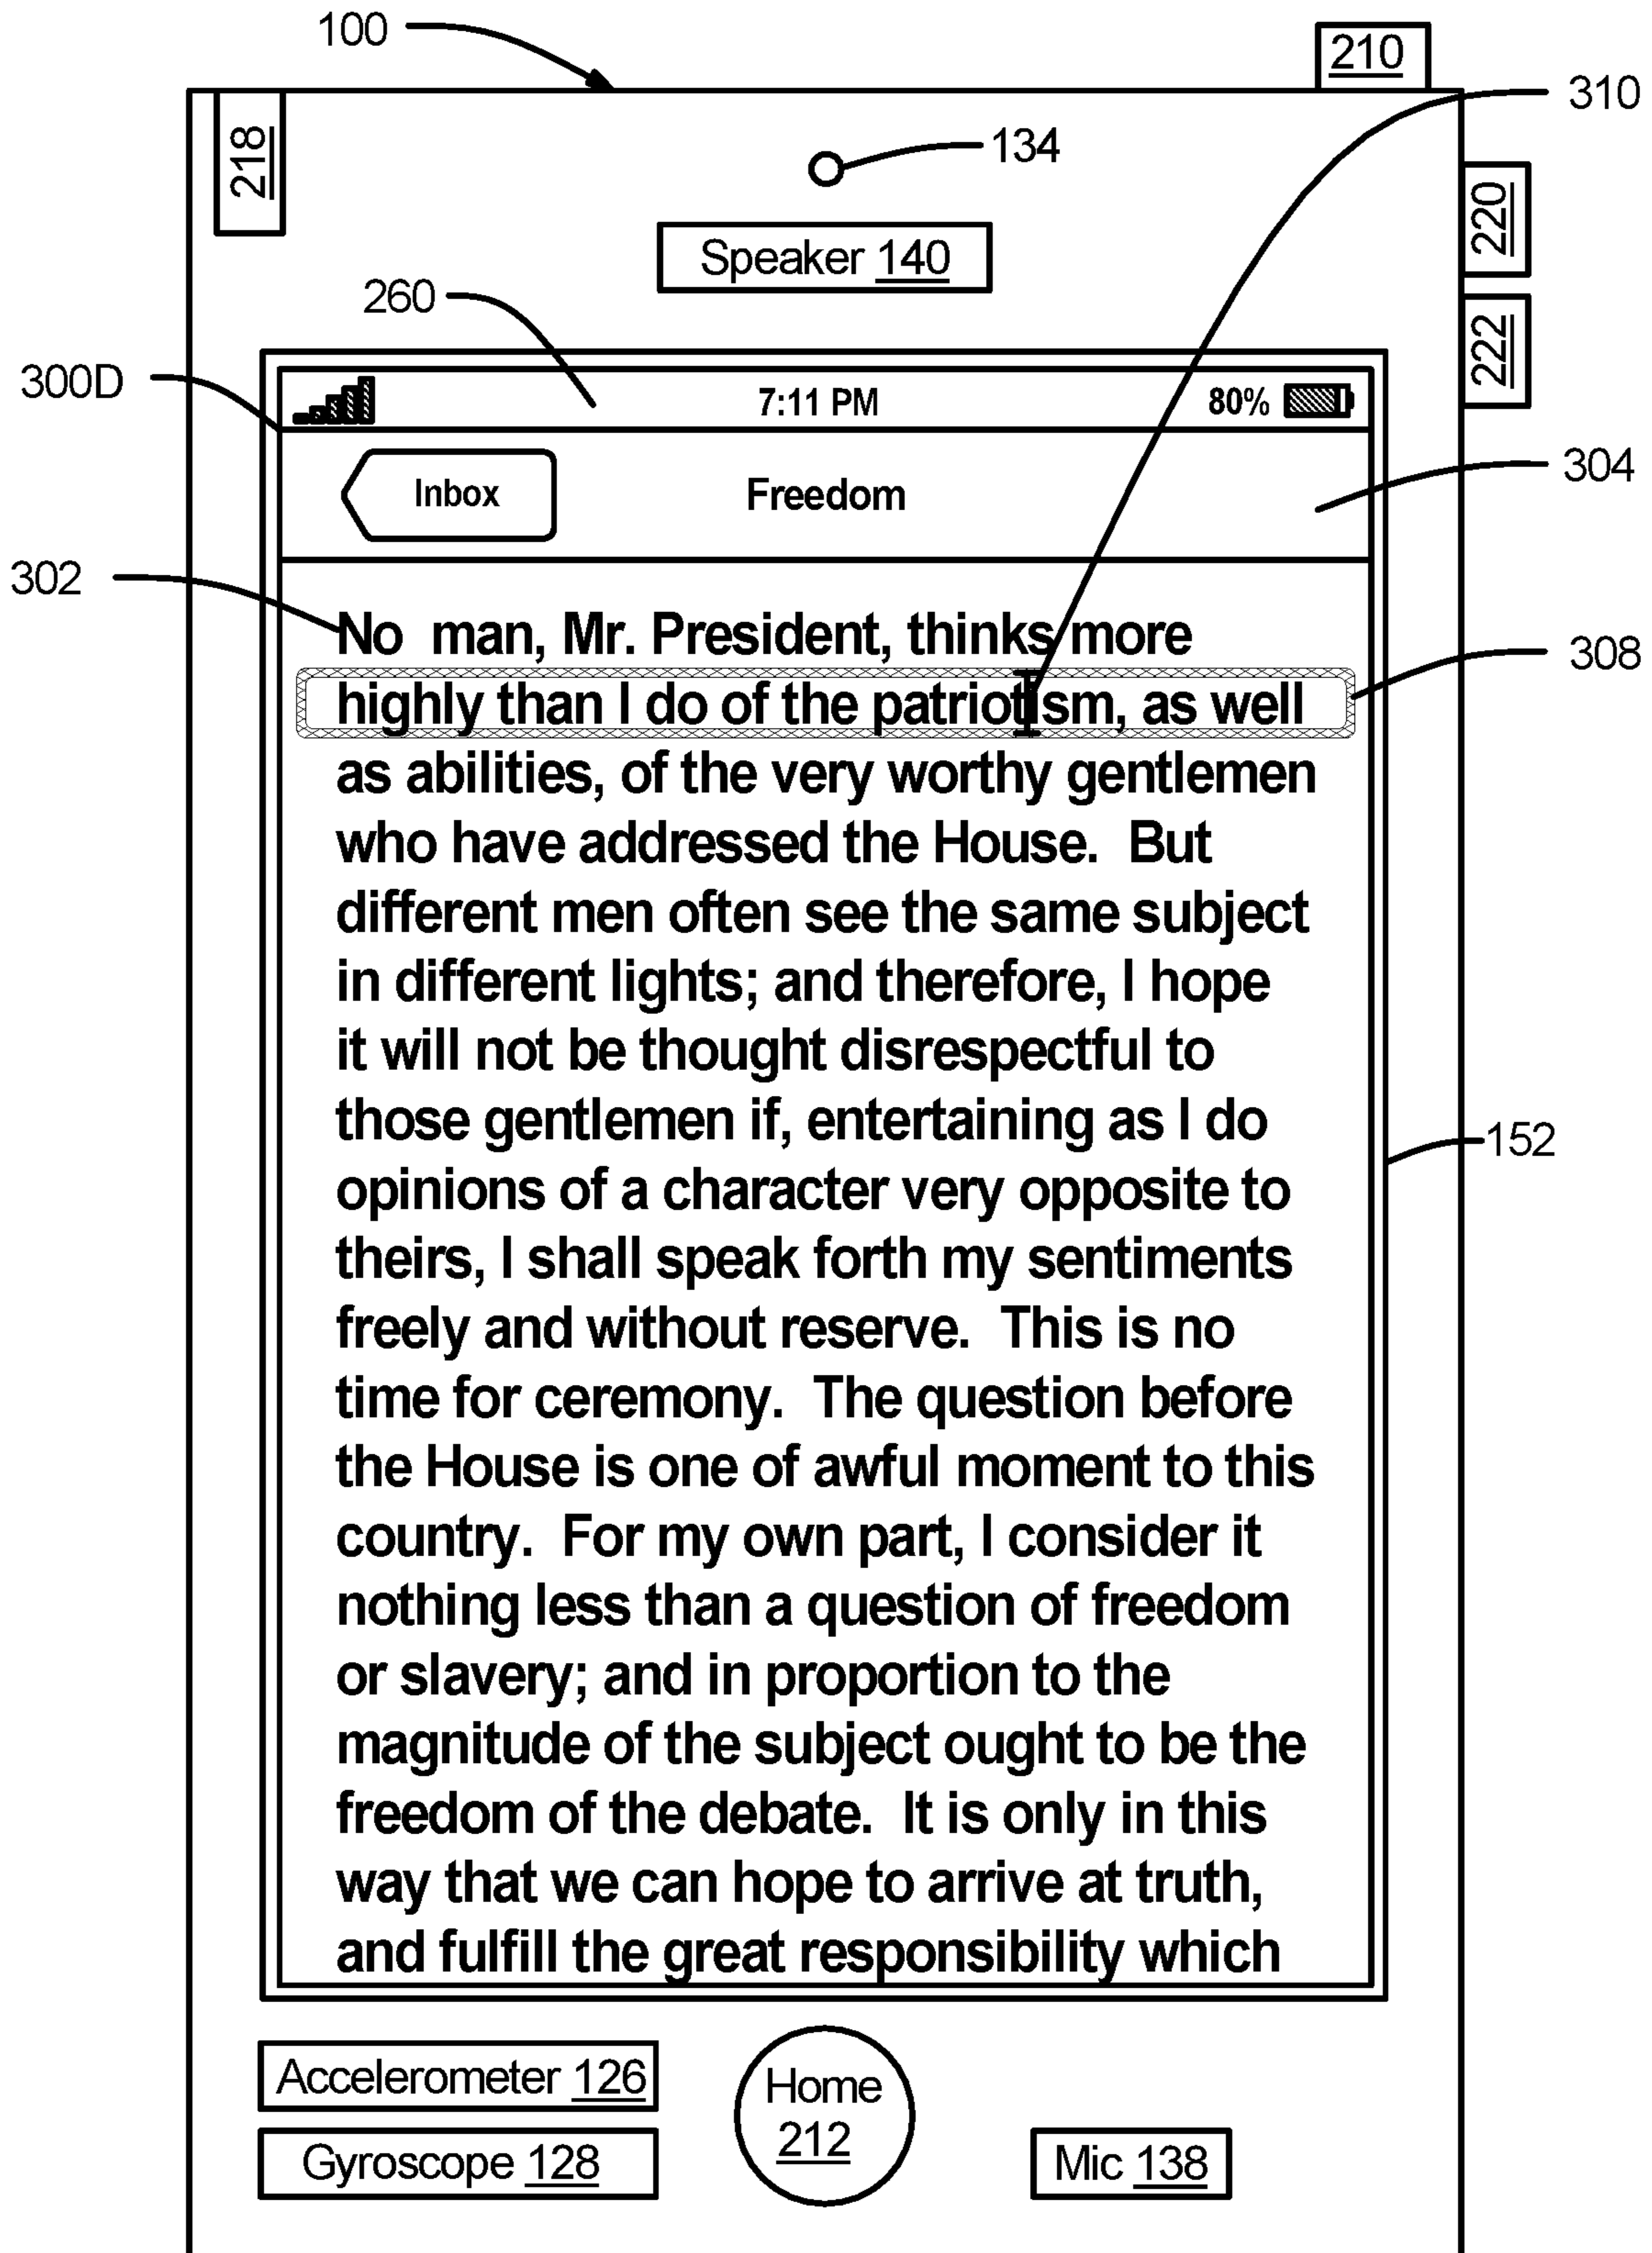 100
210
310
218
134
220
Speaker 140
260
222
300D
7:11 PM 80%
304
Inbox Freedom
302
No man, Mr. President, thinks more
308
highly than I do of the patriotism, as well
as abilities, of the very worthy gentlemen
who have addressed the House. But
different men often see the same subject
in different lights; and therefore, I hope
it will not be thought disrespectful to
those gentlemen if, entertaining as I do
152
opinions of a character very opposite to
theirs, I shall speak forth my sentiments
freely and without reserve. This is no
time for ceremony. The question before
the House is one of awful moment to this
country. For my own part, I consider it
nothing less than a question of freedom
or slavery; and in proportion to the
magnitude of the subject ought to be the
freedom of the debate. It is only in this
way that we can hope to arrive at truth,
and fulfill the great responsibility which
Accelerometer 126
Home
212
Gyroscope 128
Mic 138